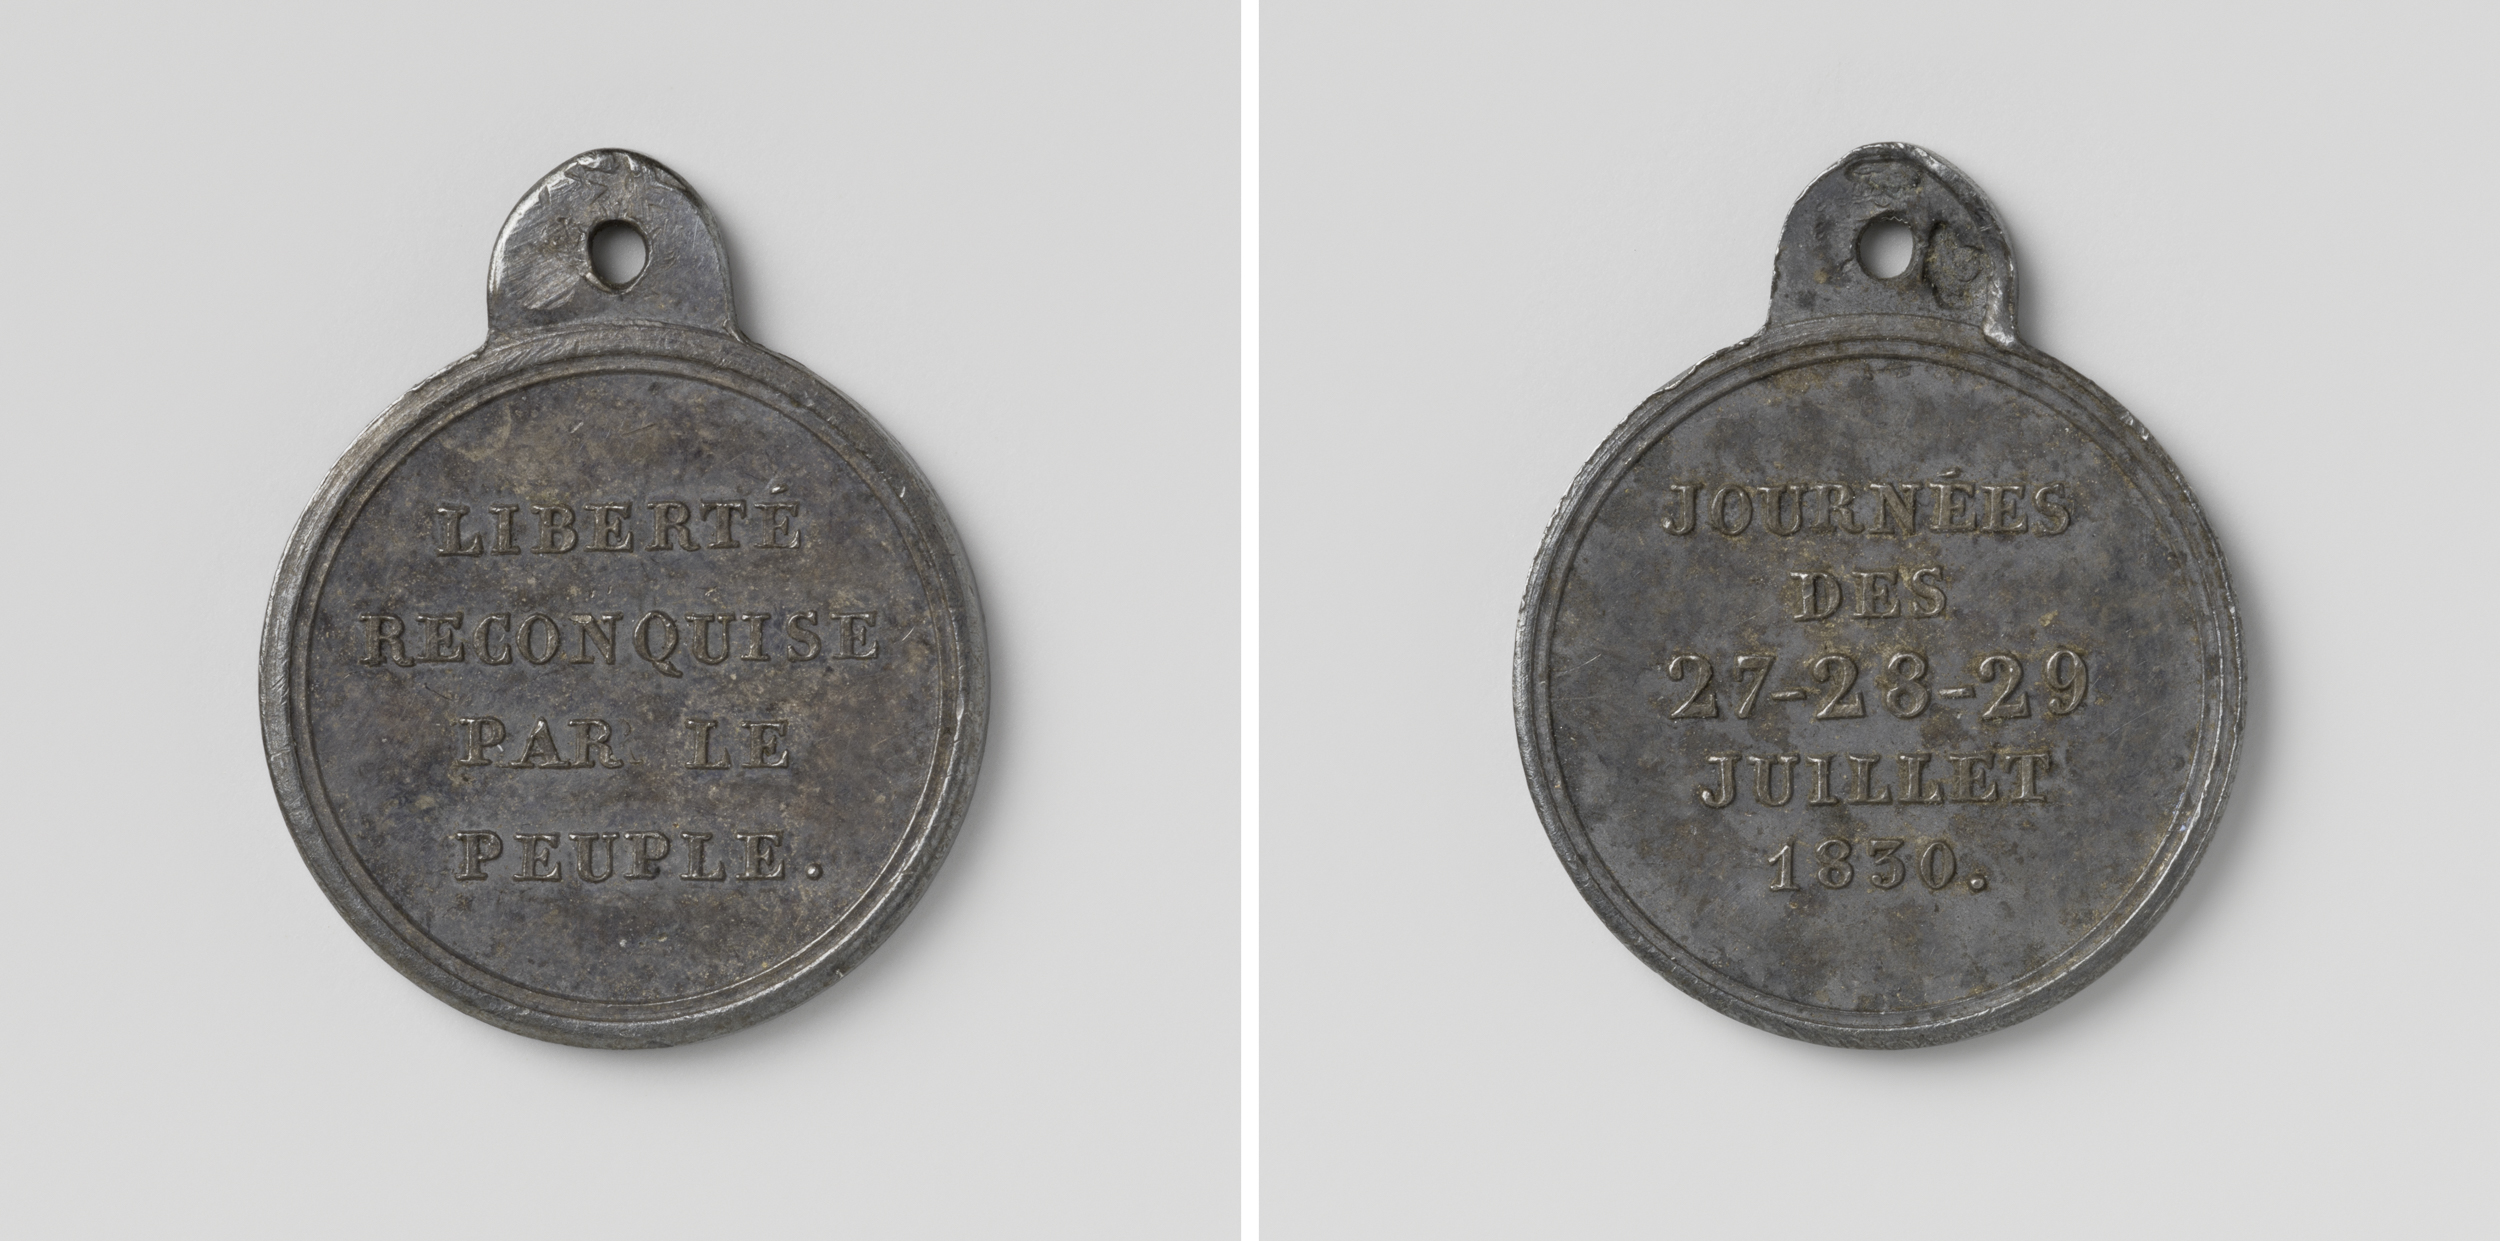 LIBERTÉ
RECONQUISE
PAR LE
PEUPLE.
JOURNÉES
DES
27-28-29
JUILLET
1830.